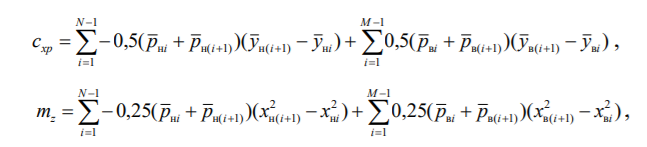 c_{xp} = \sum_{i=1}^{N-1} -0,5(\bar{p}_{нi} + \bar{p}_{н(i+1)})(\bar{y}_{н(i+1)} - \bar{y}_{нi}) + \sum_{i=1}^{M-1} 0,5(\bar{p}_{вi} + \bar{p}_{в(i+1)})(\bar{y}_{в(i+1)} - \bar{y}_{вi}) ,
m_z = \sum_{i=1}^{N-1} -0,25(\bar{p}_{нi} + \bar{p}_{н(i+1)})(x^2_{н(i+1)} - x^2_{нi}) + \sum_{i=1}^{M-1} 0,25(\bar{p}_{вi} + \bar{p}_{в(i+1)})(x^2_{в(i+1)} - x^2_{вi}) ,